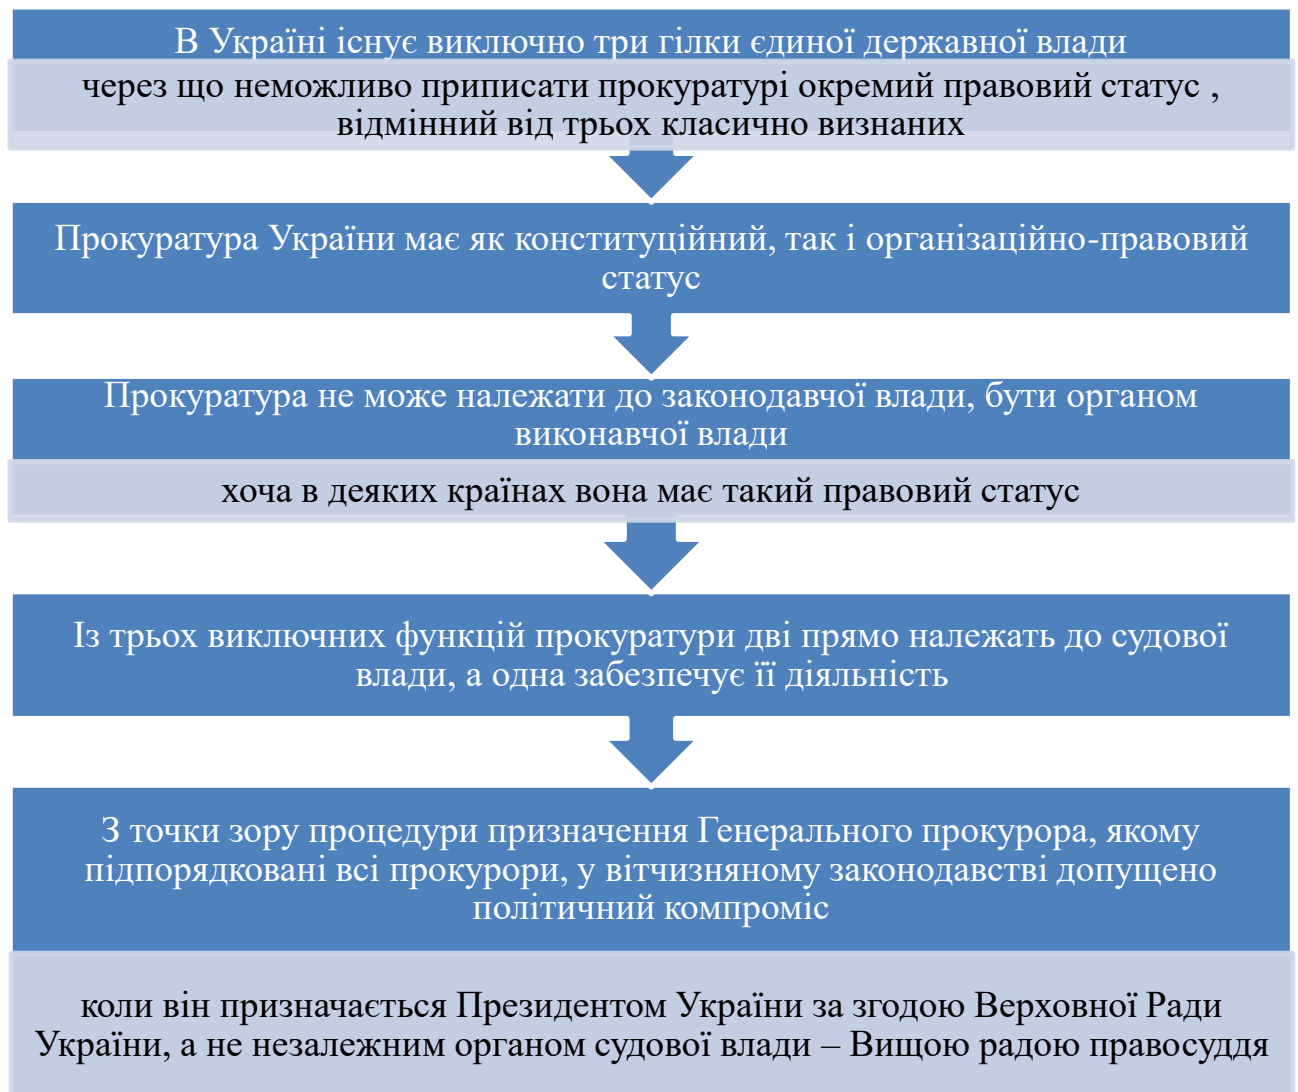 В Україні існує виключно три гілки єдиної державної влади
через що неможливо приписати прокуратурі окремий правовий статус ,
відмінний від трьох класично визнаних
Прокуратура України має як конституційний, так і організаційно-правовий
статус
Прокуратура не може належати до законодавчої влади, бути органом
виконавчої влади
хоча в деяких країнах вона має такий правовий статус
Із трьох виключних функцій прокуратури дві прямо належать до судової
влади, а одна забезпечує її діяльність
З точки зору процедури призначення Генерального прокурора, якому
підпорядковані всі прокурори, у вітчизняному законодавстві допущено
політичний компроміс
коли він призначається Президентом України за згодою Верховної Ради
України, а не незалежним органом судової влади – Вищою радою правосуддя